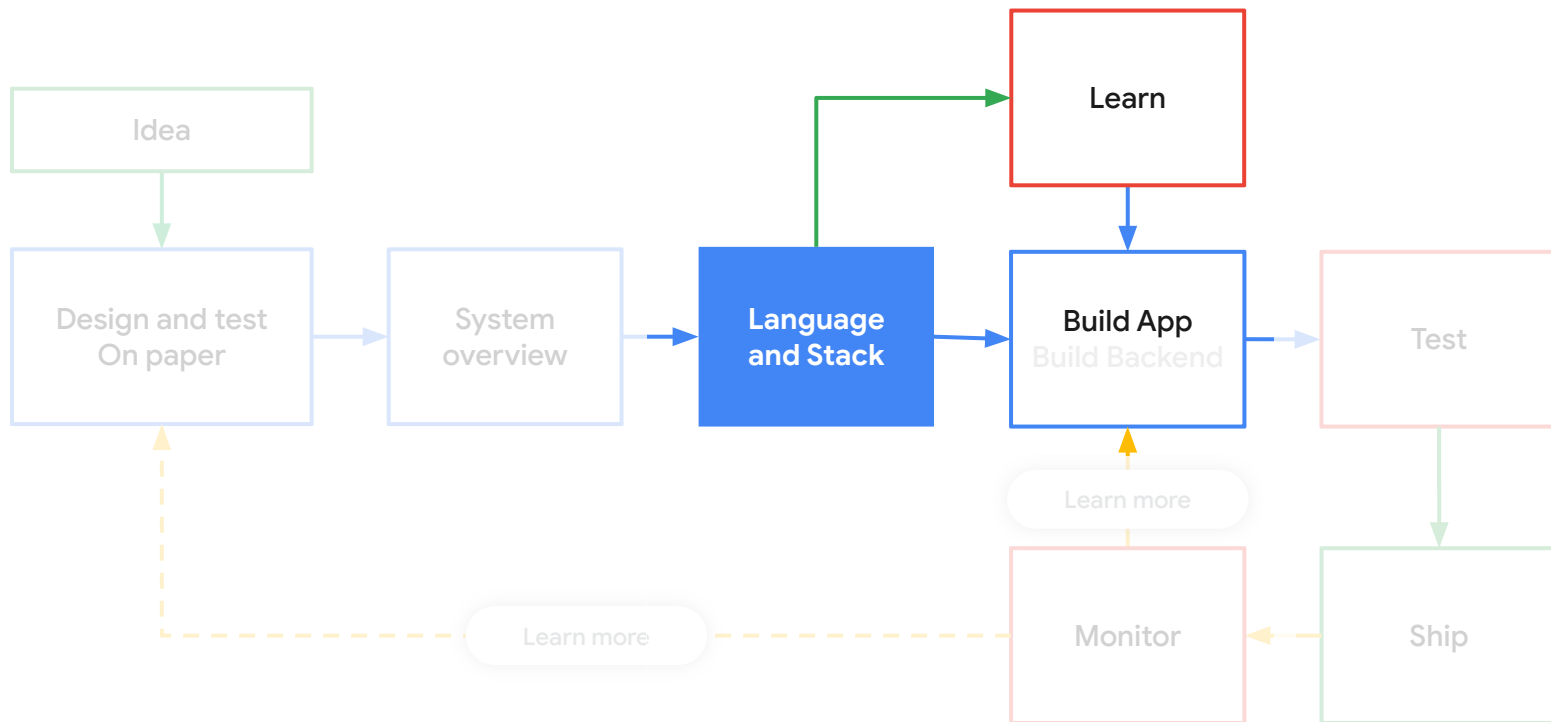 Learn
Idea
Design and test
On paper
System
overview
Language
and Stack
Build App
Build Backend
Test
Learn more
Learn more
Monitor
Ship